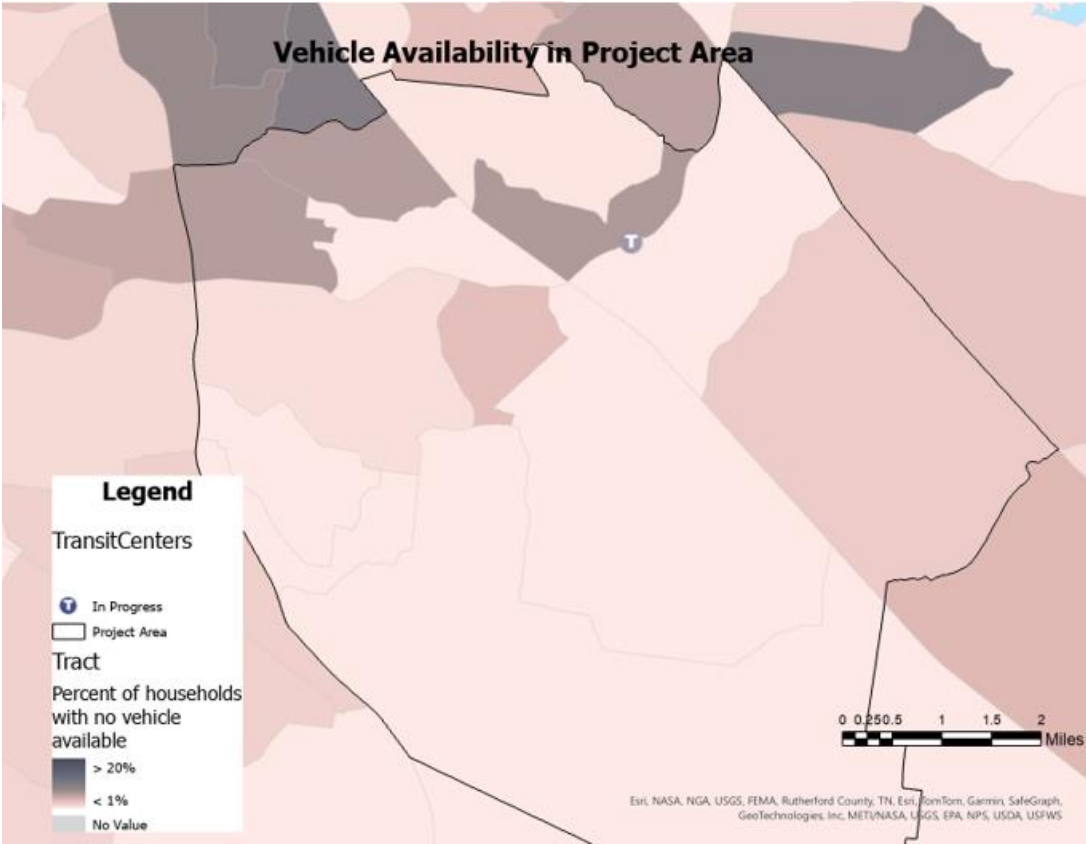 Vehicle Availability in Project Area
T
Legend
TransitCenters
T In Progress
Project Area
Tract
Percent of households
with no vehicle
available
> 20%
< 1%
No Value
0 0.250.5 1 1.5 2
Miles
Esri, NASA, NGA, USGS, FEMA, Rutherford County, TN, Esri, TomTom, Garmin, SafeGraph,
GeoTechnologies, Inc, METI/NASA, USGS, EPA, NPS, USDA, USFWS